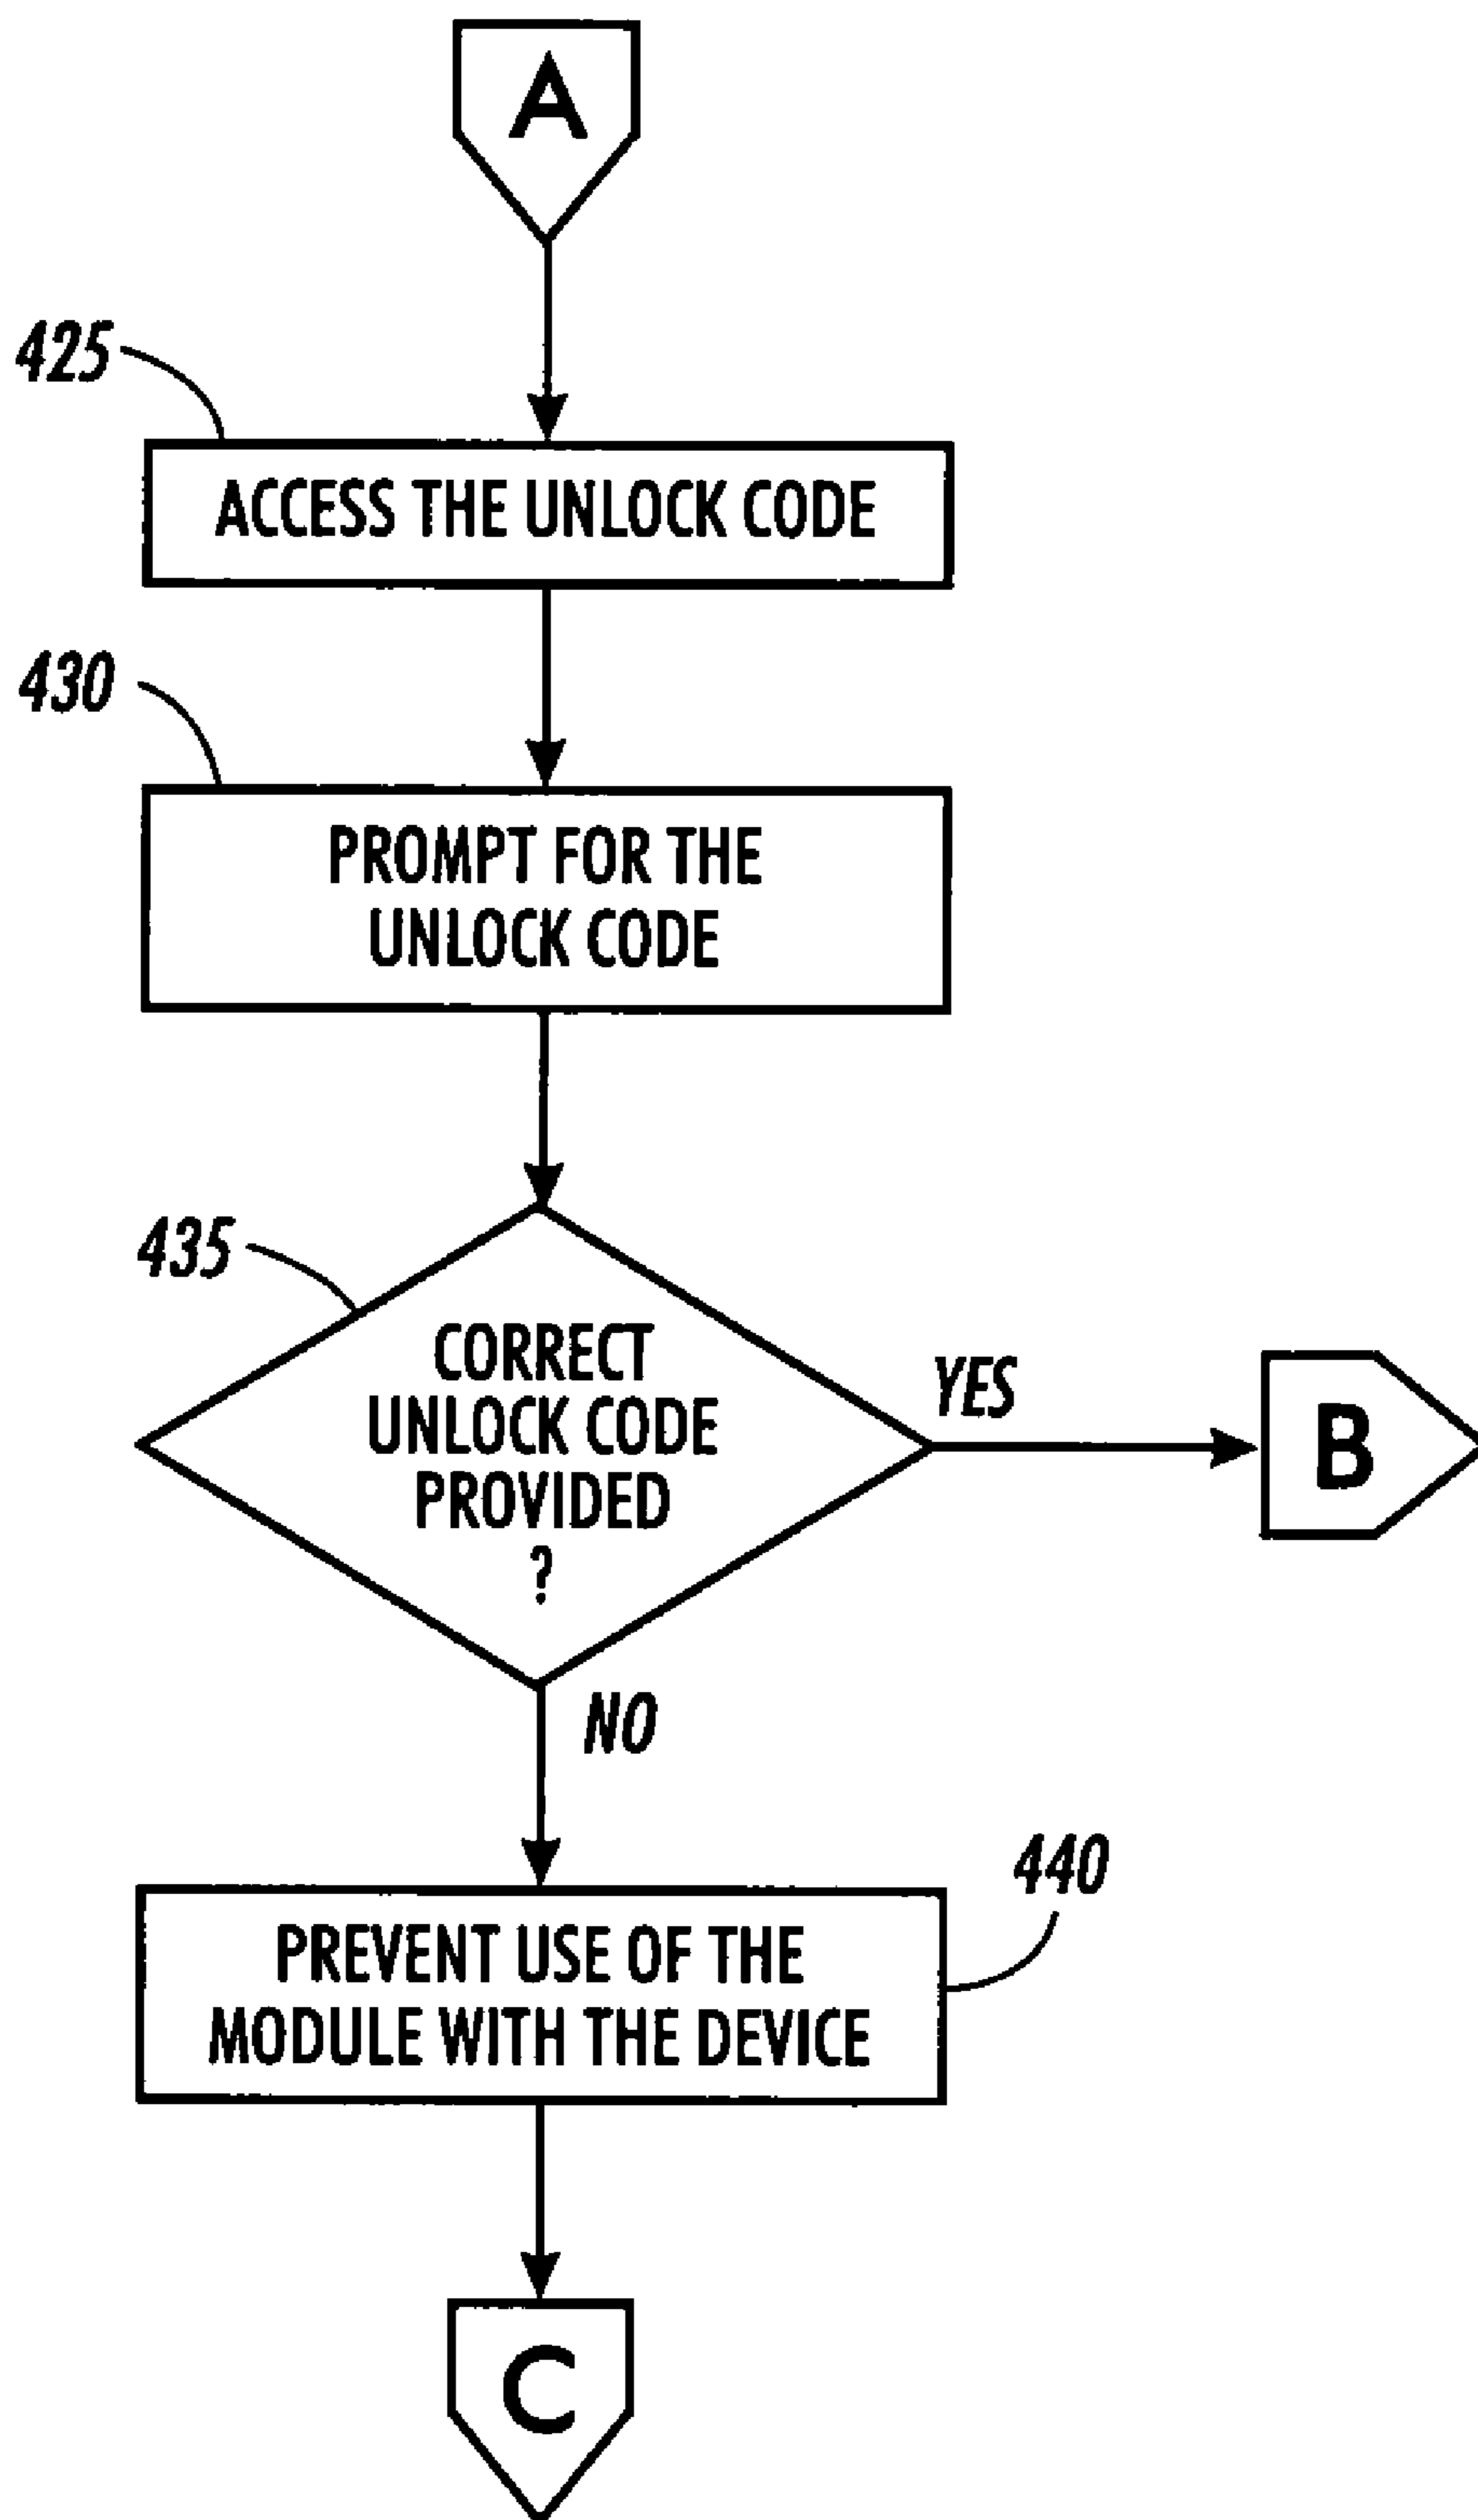 A
425
ACCESS THE UNLOCK CODE
430
PROMPT FOR THE
UNLOCK CODE
435
CORRECT
UNLOCK CODE
PROVIDED
?
YES
B
NO
440
PREVENT USE OF THE
MODULE WITH THE DEVICE
C